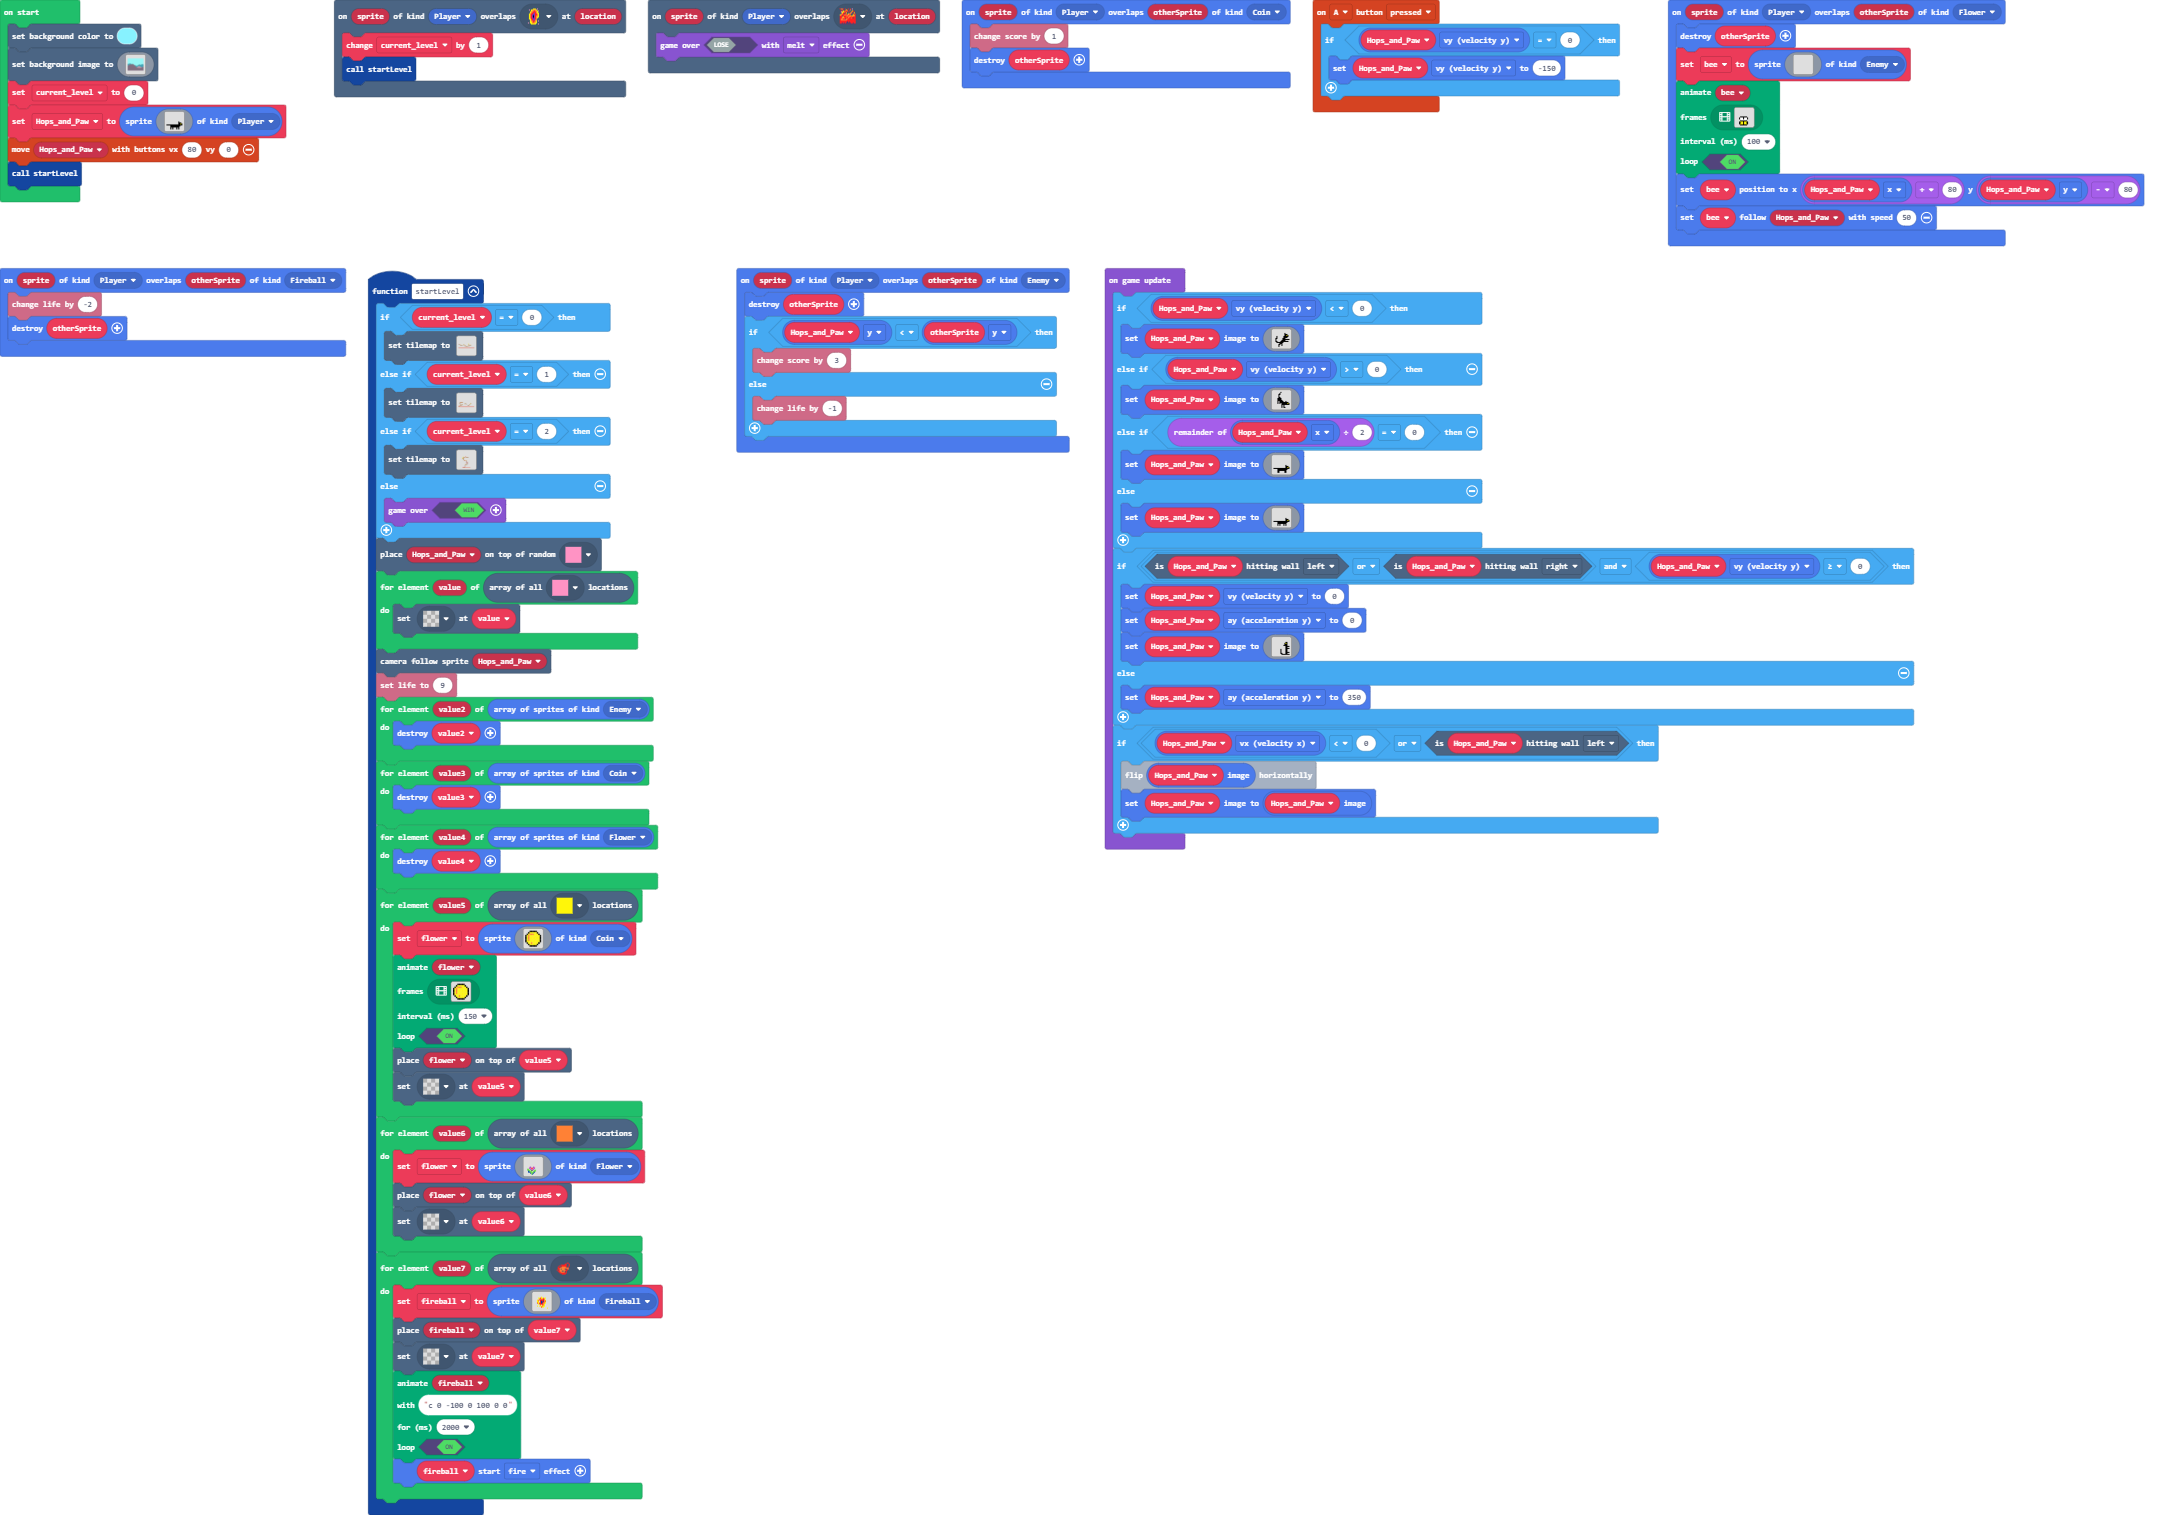 on start
set background color to
set background image to
set current_level to 0
set Hops_and_Paw to sprite of kind Player
move Hops_and_Paw with buttons vx 80 vy 0
call startLevel
on sprite of kind Player overlaps at location
change current_level by 1
call startLevel
on sprite of kind Player overlaps at location
game over LOSE with melt effect
on sprite of kind Player overlaps otherSprite of kind Coin
change score by 1
destroy otherSprite
on A button pressed
if Hops_and_Paw vy (velocity y) = 0 then
set Hops_and_Paw vy (velocity y) to -150
on sprite of kind Player overlaps otherSprite of kind Flower
destroy otherSprite
set bee to sprite of kind Enemy
animate bee
frames
interval (ms) 100
loop ON
set bee position to x Hops_and_Paw x + 80 y Hops_and_Paw y - 80
set bee follow Hops_and_Paw with speed 50
on sprite of kind Player overlaps otherSprite of kind Fireball
change life by -2
destroy otherSprite
function startLevel
if current_level = 0 then
set tilemap to
else if current_level = 1 then
set tilemap to
else if current_level = 2 then
set tilemap to
else
game over WIN
place Hops_and_Paw on top of random
for element value of array of all locations
do
set at value
camera follow sprite Hops_and_Paw
set life to 9
for element value2 of array of sprites of kind Enemy
do
destroy value2
for element value3 of array of sprites of kind Coin
do
destroy value3
for element value4 of array of sprites of kind Flower
do
destroy value4
for element value5 of array of all locations
do
set flower to sprite of kind Coin
animate flower
frames
interval (ms) 150
loop ON
place flower on top of value5
set at value5
for element value6 of array of all locations
do
set flower to sprite of kind Flower
place flower on top of value6
set at value6
for element value7 of array of all locations
do
set fireball to sprite of kind Fireball
place fireball on top of value7
set at value7
animate fireball
with "c 0 -100 0 100 0 0"
for (ms) 2000
loop ON
fireball start fire effect
on sprite of kind Player overlaps otherSprite of kind Enemy
destroy otherSprite
if Hops_and_Paw y < otherSprite y then
change score by 3
else
change life by -1
on game update
if Hops_and_Paw vy (velocity y) < 0 then
set Hops_and_Paw image to
else if Hops_and_Paw vy (velocity y) > 0 then
set Hops_and_Paw image to
else if remainder of Hops_and_Paw x ÷ 2 = 0 then
set Hops_and_Paw image to
else
set Hops_and_Paw image to
if is Hops_and_Paw hitting wall left or is Hops_and_Paw hitting wall right and Hops_and_Paw vy (velocity y) ≥ 0 then
set Hops_and_Paw vy (velocity y) to 0
set Hops_and_Paw ay (acceleration y) to 0
set Hops_and_Paw image to
else
set Hops_and_Paw ay (acceleration y) to 350
if Hops_and_Paw vx (velocity x) < 0 or is Hops_and_Paw hitting wall left then
flip Hops_and_Paw image horizontally
set Hops_and_Paw image to Hops_and_Paw image